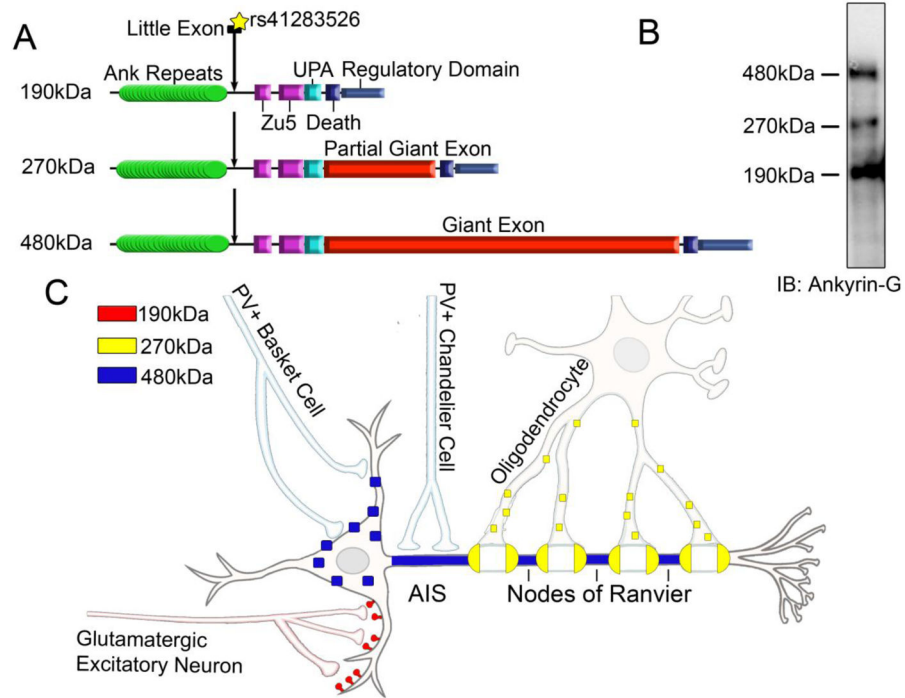 A
Little Exon
rs41283526
Ank Repeats
UPA Regulatory Domain
190kDa
Zu5 Death
Partial Giant Exon
270kDa
Giant Exon
480kDa
B
480kDa
270kDa
190kDa
IB: Ankyrin-G
C
190kDa
270kDa
480kDa
PV+ Basket Cell
PV+ Chandelier Cell
Oligodendrocyte
AIS
Nodes of Ranvier
Glutamatergic
Excitatory Neuron